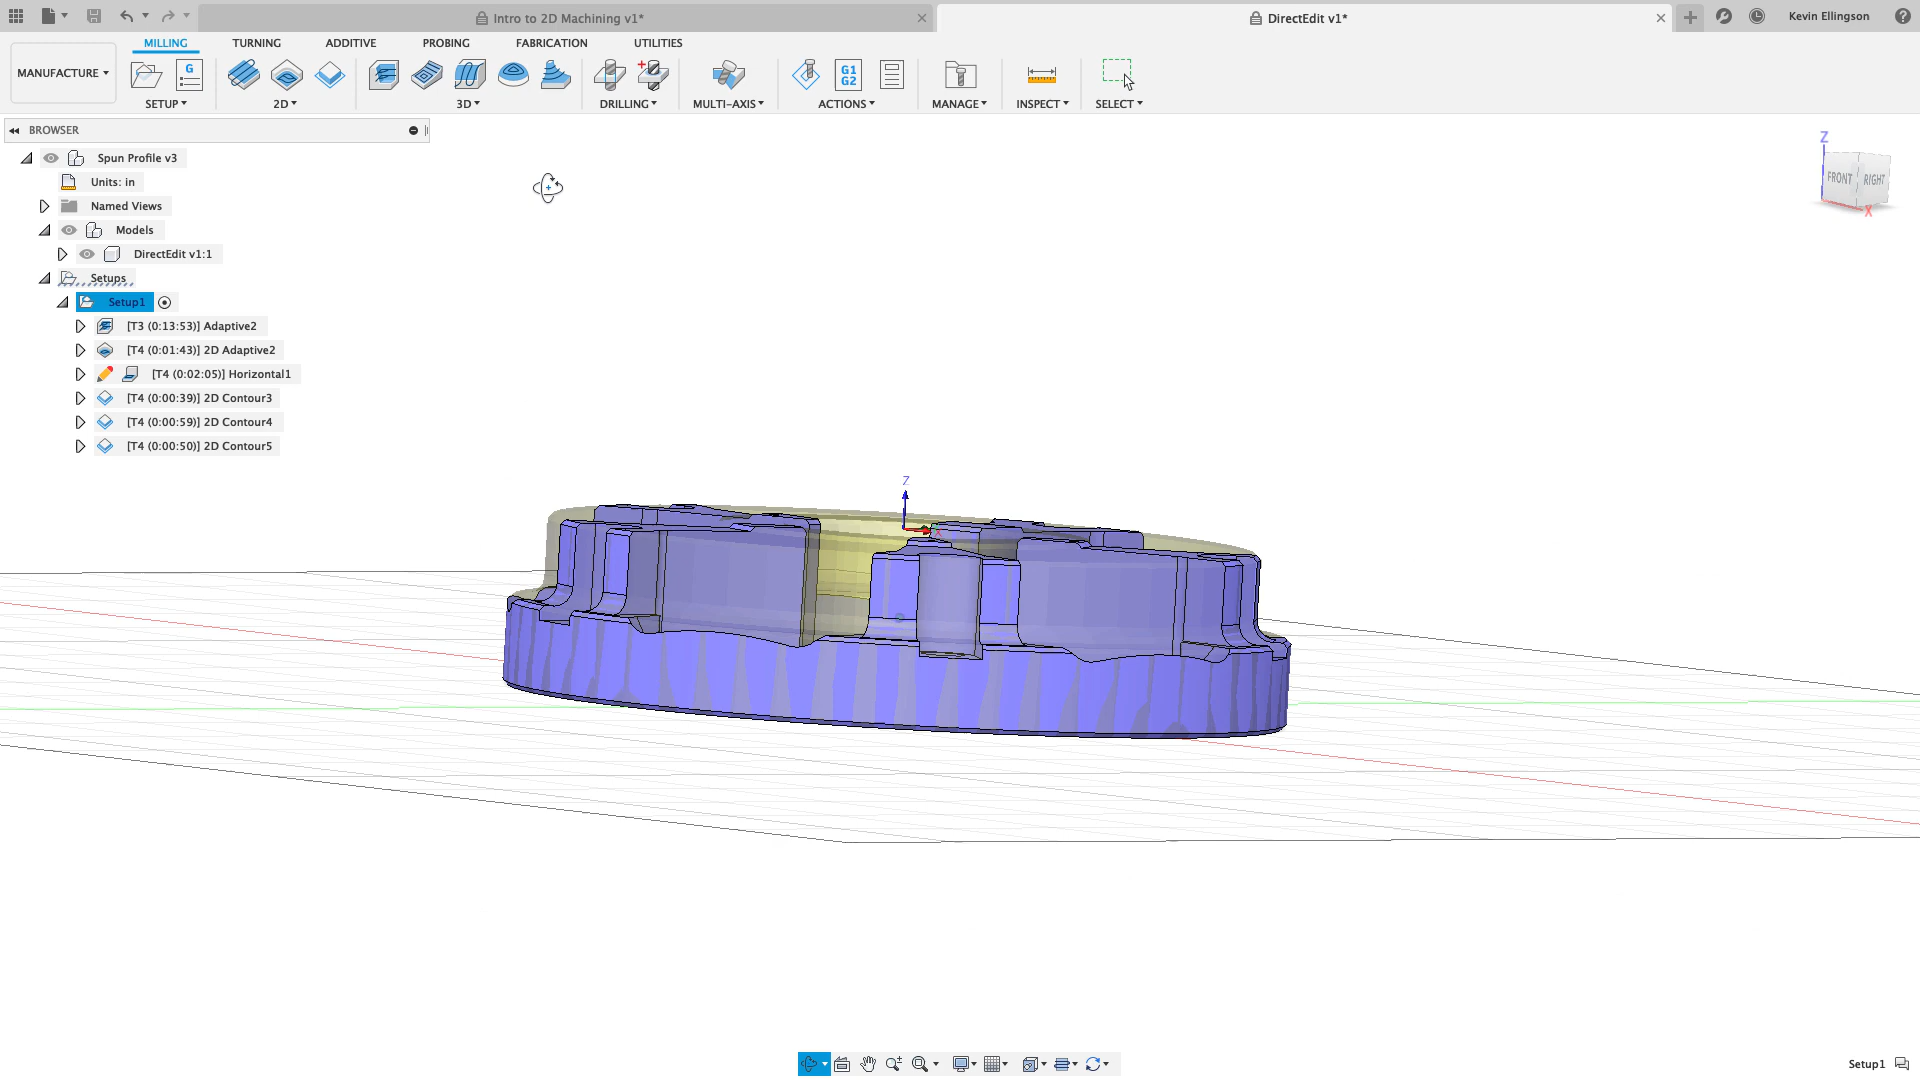 Intro to 2D Machining v1*
DirectEdit v1*
Kevin Ellingson
MANUFACTURE
MILLING
TURNING
ADDITIVE
PROBING
FABRICATION
UTILITIES
G
G1
G2
SETUP
2D
3D
DRILLING
MULTI-AXIS
ACTIONS
MANAGE
INSPECT
SELECT
BROWSER
Spun Profile v3
Units: in
Named Views
Models
DirectEdit v1:1
Setups
Setup1
[T3 (0:13:53)] Adaptive2
[T4 (0:01:43)] 2D Adaptive2
[T4 (0:02:05)] Horizontal1
[T4 (0:00:39)] 2D Contour3
[T4 (0:00:59)] 2D Contour4
[T4 (0:00:50)] 2D Contour5
Z
FRONT
RIGHT
X
Z
X
Setup1